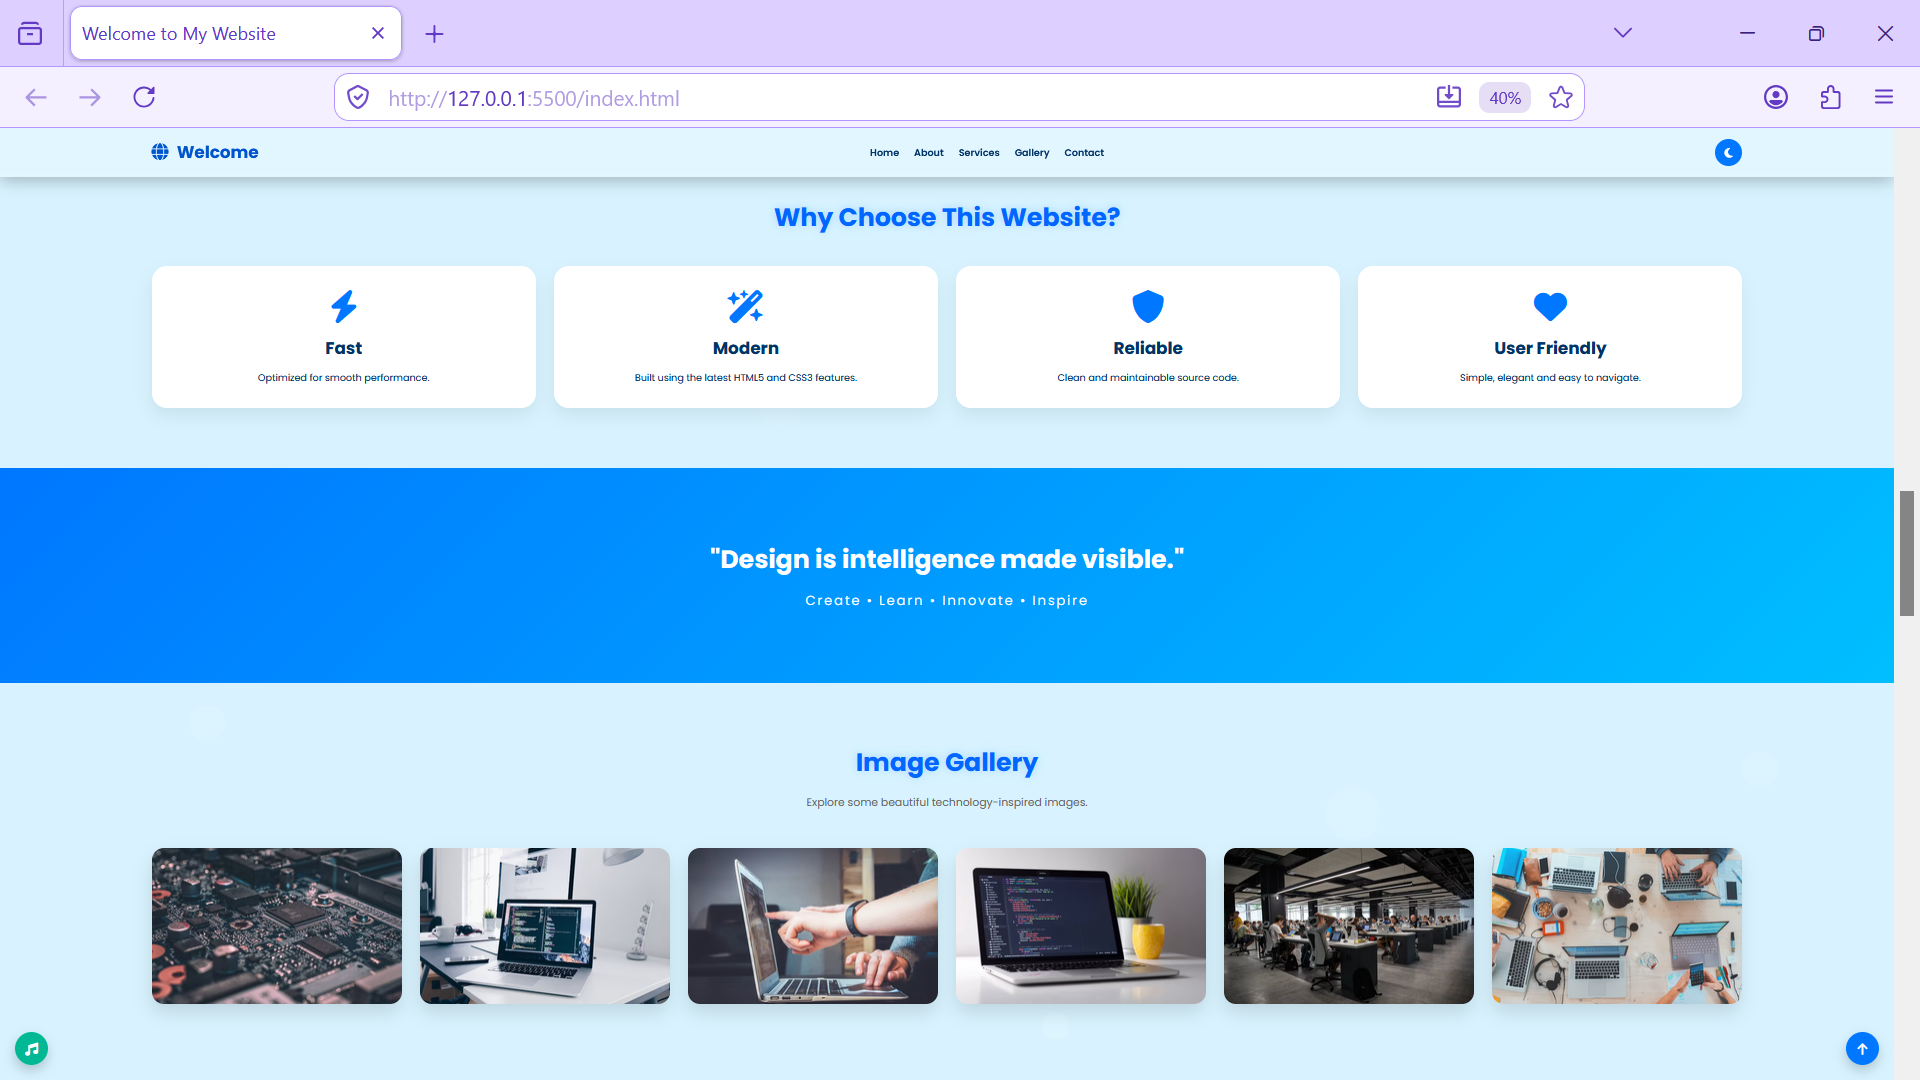 Welcome to My Website
http://127.0.0.1:5500/index.html
40%
Welcome
Home About Services Gallery Contact
Why Choose This Website?
Fast
Optimized for smooth performance.
Modern
Built using the latest HTML5 and CSS3 features.
Reliable
Clean and maintainable source code.
User Friendly
Simple, elegant and easy to navigate.
"Design is intelligence made visible."
Create • Learn • Innovate • Inspire
Image Gallery
Explore some beautiful technology-inspired images.